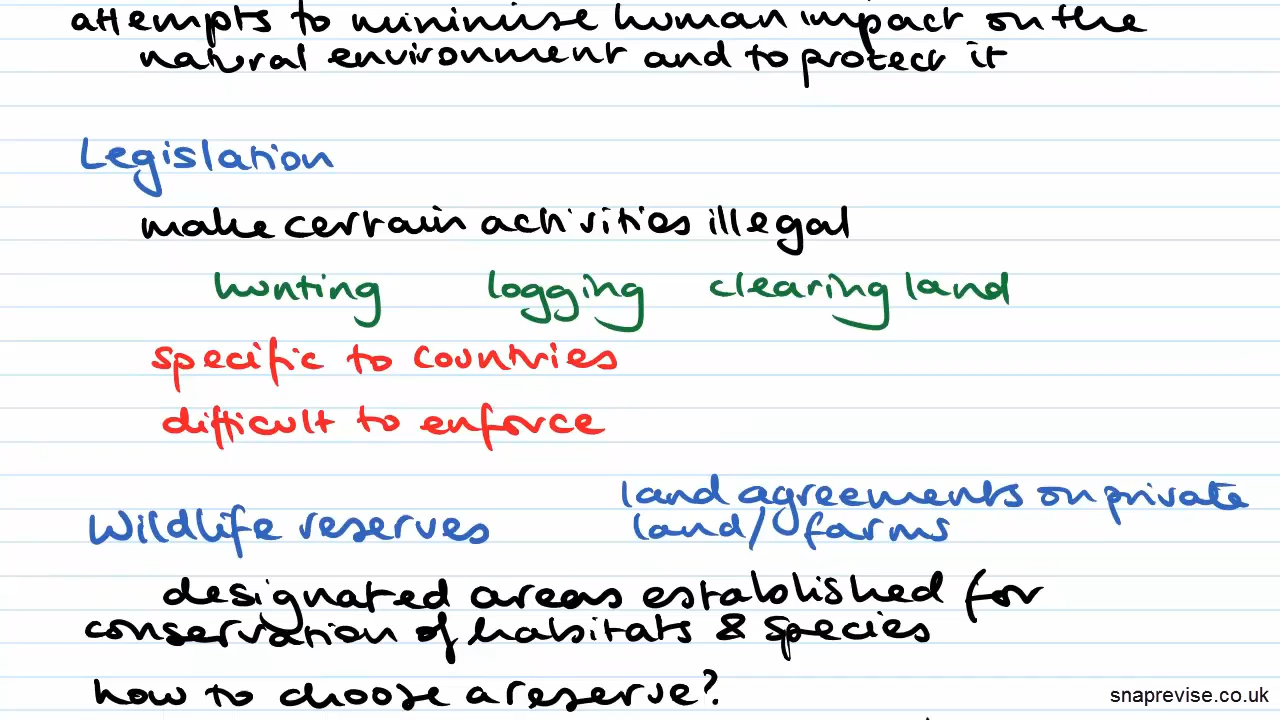 attempts to minimise human impact on the
natural environment and to protect it
Legislation
make certain activities illegal
hunting logging clearing land
specific to countries
difficult to enforce
land agreements on private
Wildlife reserves land/farms
designated areas established for
conservation of habitats & species
how to choose a reserve?
snaprevise.co.uk